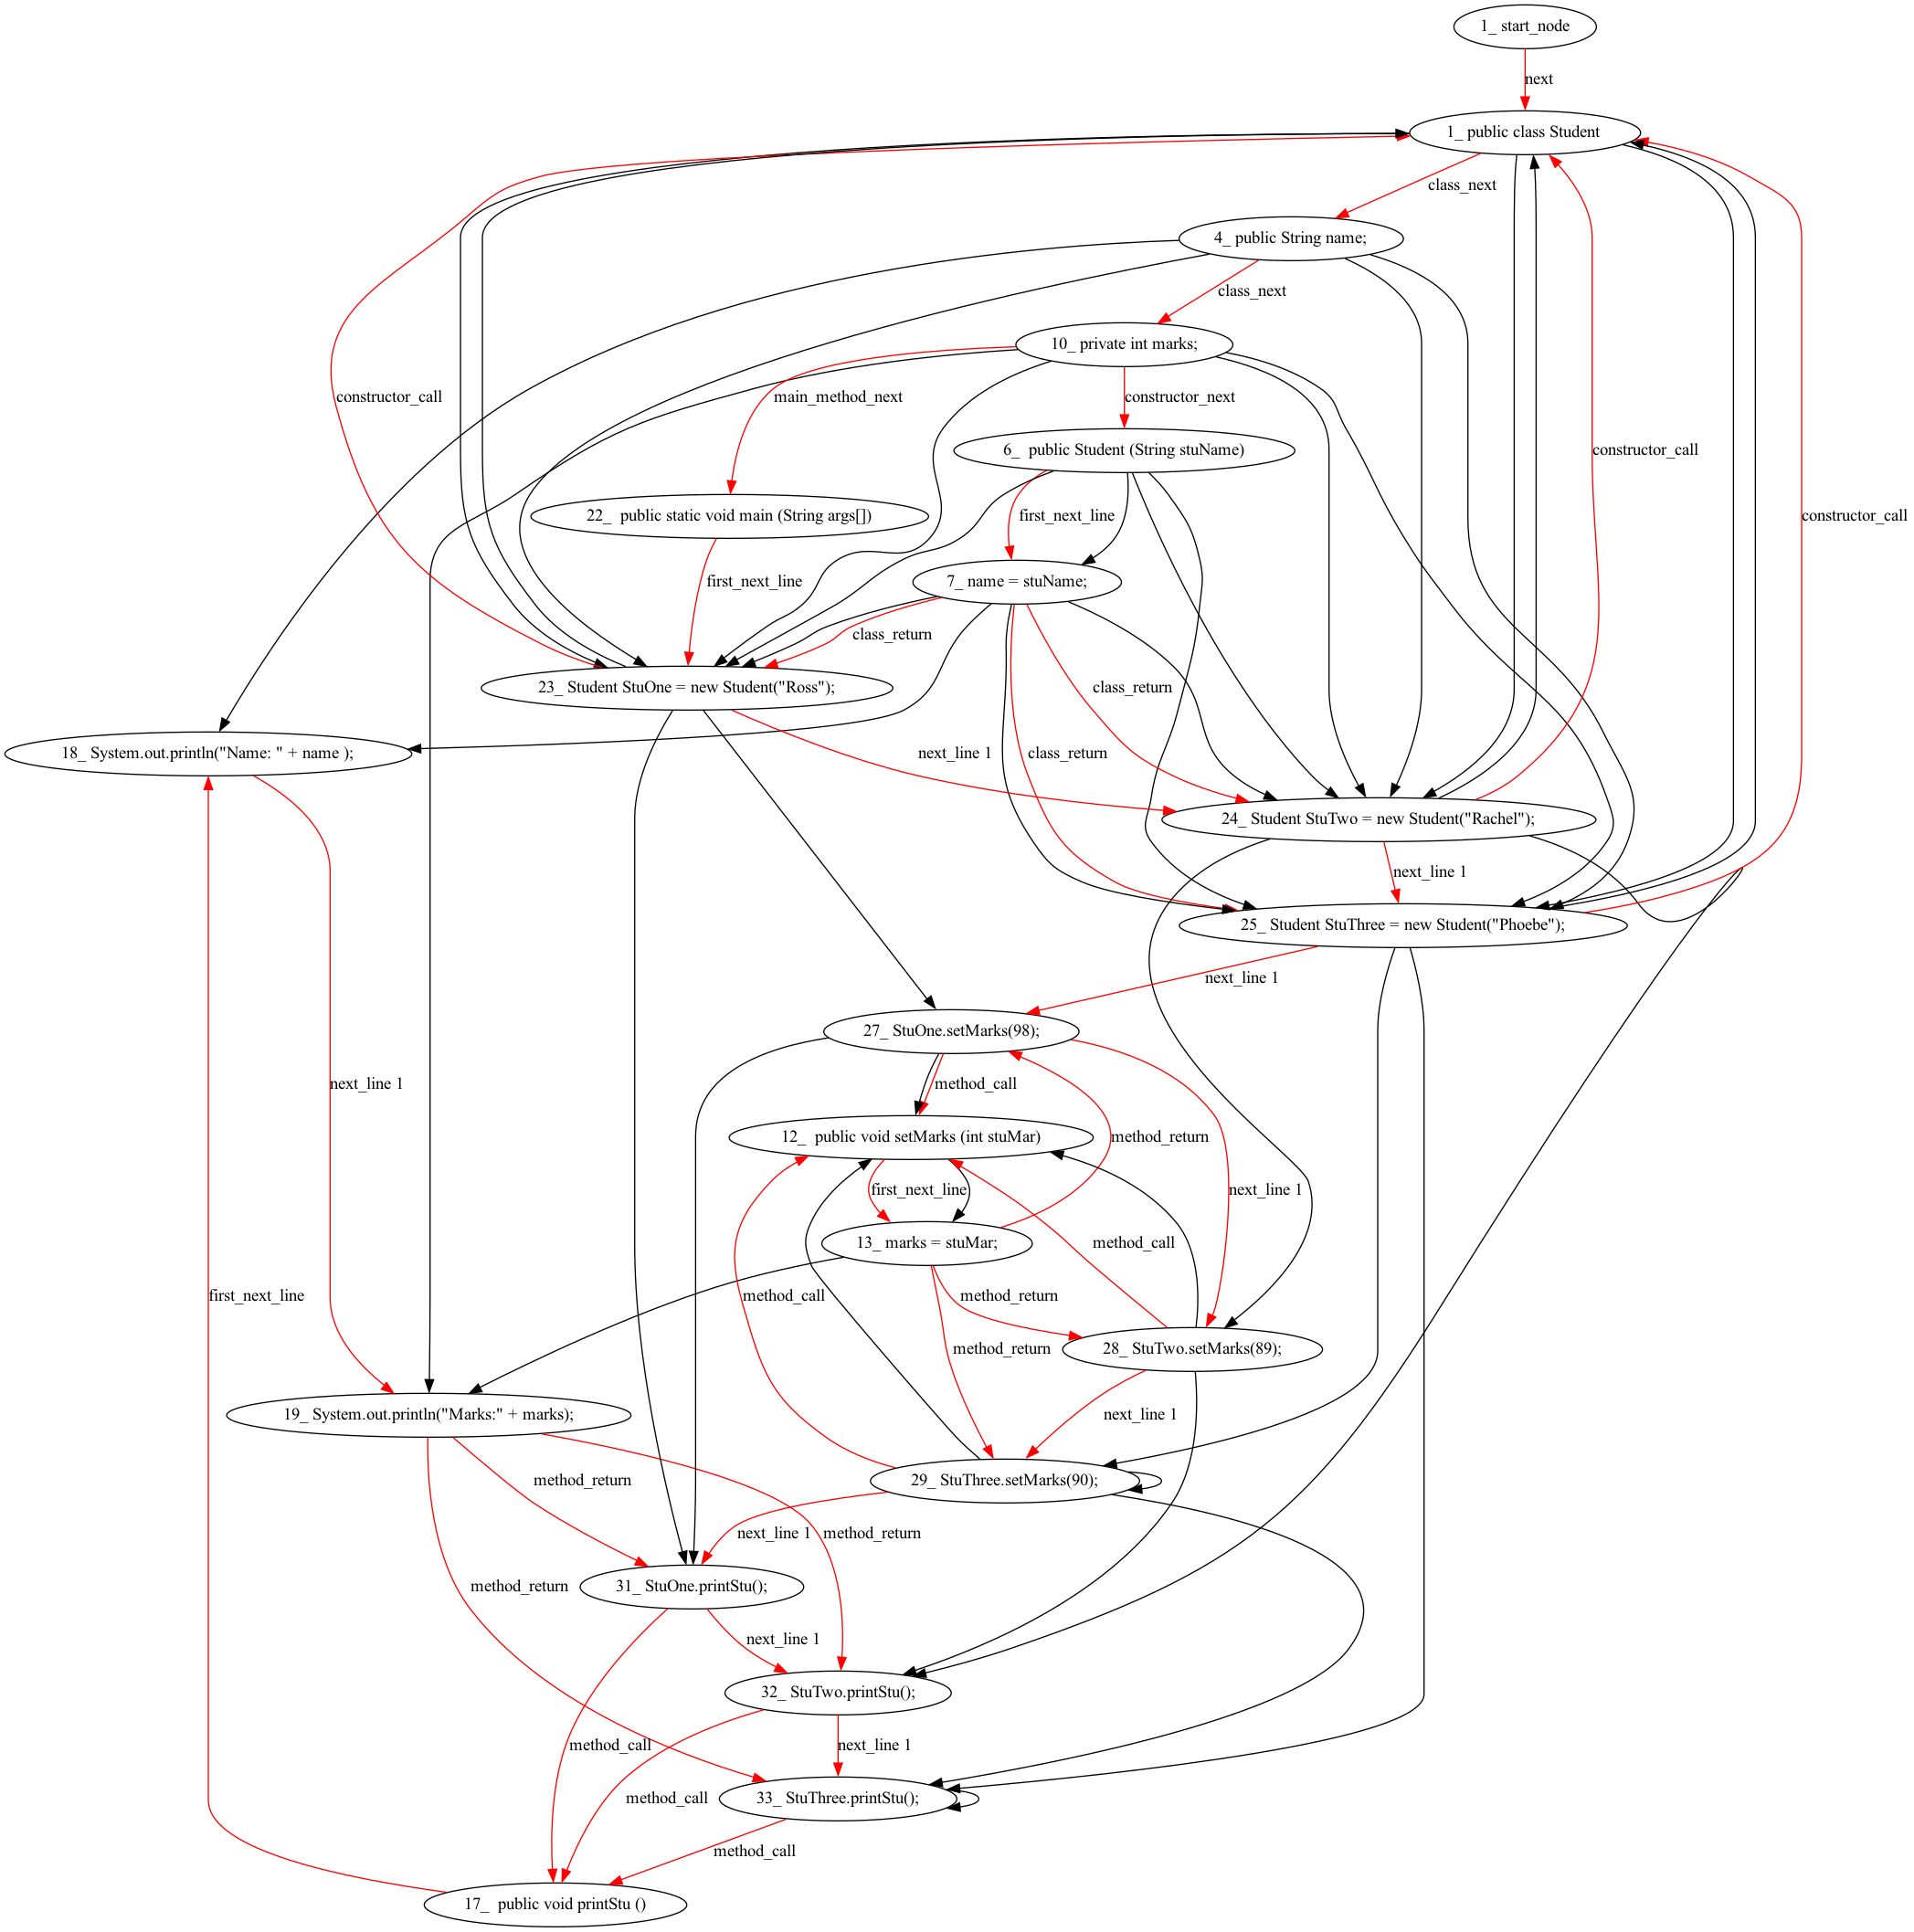 1_ start_node
next
1_ public class Student
class_next
4_ public String name;
class_next
10_ private int marks;
constructor_call
main_method_next
constructor_next
6_  public Student (String stuName)
constructor_call
22_  public static void main (String args[])
first_next_line
constructor_call
7_ name = stuName;
first_next_line
class_return
23_ Student StuOne = new Student("Ross");
class_return
18_ System.out.println("Name: " + name );
next_line 1
class_return
24_ Student StuTwo = new Student("Rachel");
next_line 1
25_ Student StuThree = new Student("Phoebe");
next_line 1
27_ StuOne.setMarks(98);
next_line 1
method_call
12_  public void setMarks (int stuMar)
method_return
first_next_line
next_line 1
13_ marks = stuMar;
method_call
first_next_line
method_call
method_return
method_return
28_ StuTwo.setMarks(89);
19_ System.out.println("Marks:" + marks);
next_line 1
method_return
29_ StuThree.setMarks(90);
next_line 1
method_return
method_return
31_ StuOne.printStu();
next_line 1
32_ StuTwo.printStu();
method_call
next_line 1
method_call
33_ StuThree.printStu();
method_call
17_  public void printStu ()